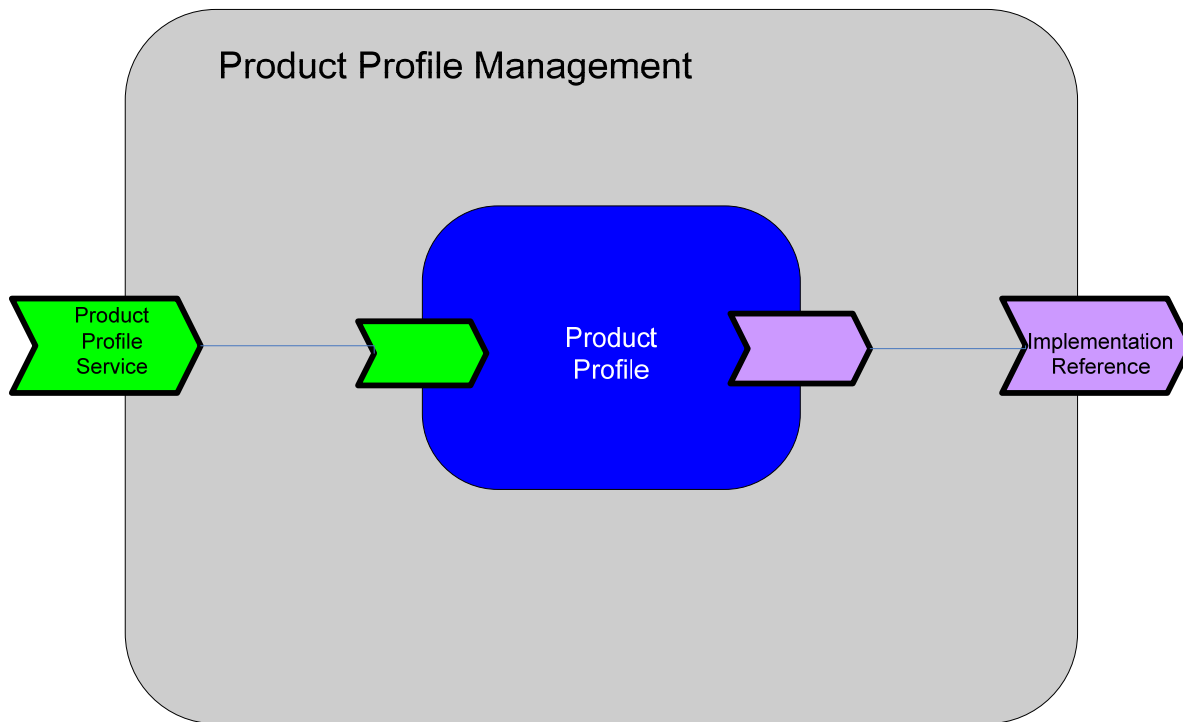 Product Profile Management
Product
Profile
Service
Product
Profile
Implementation
Reference